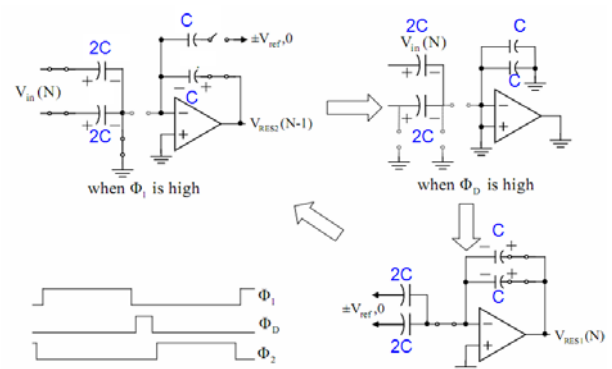 C
2C
±Vref,0
Vin(N)
+ −
− +
C
+ −
2C
−
+
VRES2(N-1)
when Φ1 is high
2C
Vin(N)
+ −
+ −
2C
C
C
−
+
when ΦD is high
C
− +
− +
C
2C
±Vref,0
2C
−
+
VRES1(N)
Φ1
ΦD
Φ2